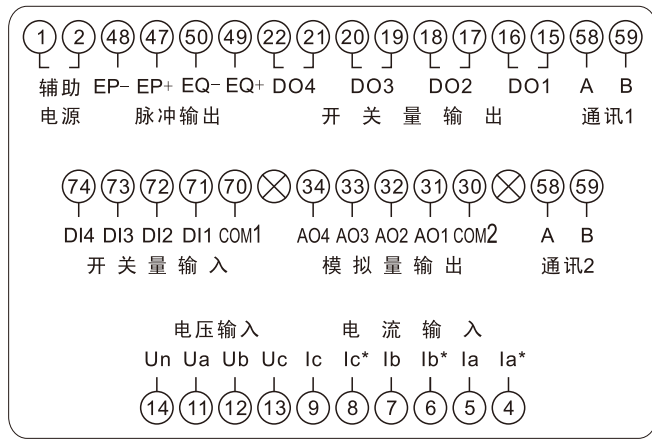 1 2 48 47 50 49 22 21 20 19 18 17 16 15 58 59
辅助 EP- EP+ EQ- EQ+ DO4 DO3 DO2 DO1 A B
电源 脉冲输出 开关量输出 通讯1
74 73 72 71 70 34 33 32 31 30 58 59
DI4 DI3 DI2 DI1 COM1 AO4 AO3 AO2 AO1 COM2 A B
开关量输入 模拟量输出 通讯2
电压输入 电流输入
Un Ua Ub Uc Ic Ic* Ib Ib* Ia Ia*
14 11 12 13 9 8 7 6 5 4